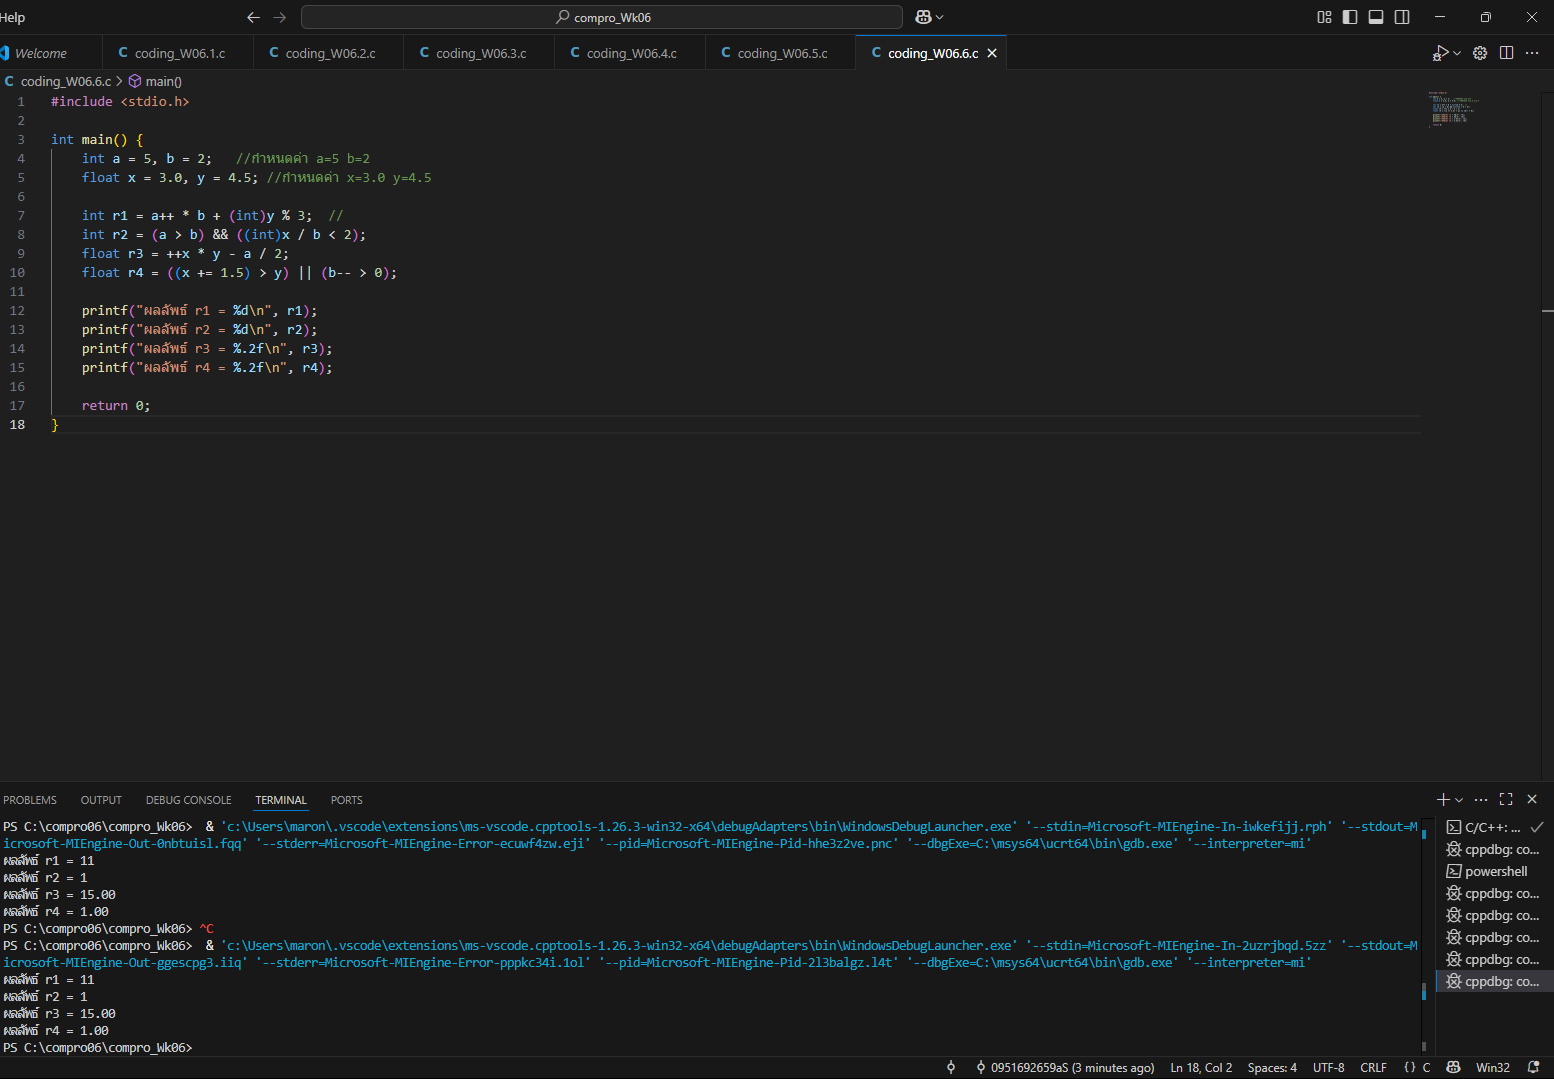 Help
compro_Wk06
Welcome
C coding_W06.1.c
C coding_W06.2.c
C coding_W06.3.c
C coding_W06.4.c
C coding_W06.5.c
C coding_W06.6.c
C coding_W06.6.c > main()
1 #include <stdio.h>
2
3 int main() {
4 int a = 5, b = 2; //กำหนดค่า a=5 b=2
5 float x = 3.0, y = 4.5; //กำหนดค่า x=3.0 y=4.5
6
7 int r1 = a++ * b + (int)y % 3; //
8 int r2 = (a > b) && ((int)x / b < 2);
9 float r3 = ++x * y - a / 2;
10 float r4 = ((x += 1.5) > y) || (b-- > 0);
11
12 printf("ผลลัพธ์ r1 = %d\n", r1);
13 printf("ผลลัพธ์ r2 = %d\n", r2);
14 printf("ผลลัพธ์ r3 = %.2f\n", r3);
15 printf("ผลลัพธ์ r4 = %.2f\n", r4);
16
17 return 0;
18 }
PROBLEMS OUTPUT DEBUG CONSOLE TERMINAL PORTS
PS C:\compro06\compro_Wk06> & 'c:\Users\maron\.vscode\extensions\ms-vscode.cpptools-1.26.3-win32-x64\debugAdapters\bin\WindowsDebugLauncher.exe' '--stdin=Microsoft-MIEngine-In-iwkefijj.rph' '--stdout=M
icrosoft-MIEngine-Out-0nbtuisl.fqq' '--stderr=Microsoft-MIEngine-Error-ecuwf4zw.eji' '--pid=Microsoft-MIEngine-Pid-hhe3z2ve.pnc' '--dbgExe=C:\msys64\ucrt64\bin\gdb.exe' '--interpreter=mi'
ผลลัพธ์ r1 = 11
ผลลัพธ์ r2 = 1
ผลลัพธ์ r3 = 15.00
ผลลัพธ์ r4 = 1.00
PS C:\compro06\compro_Wk06> ^C
PS C:\compro06\compro_Wk06> & 'c:\Users\maron\.vscode\extensions\ms-vscode.cpptools-1.26.3-win32-x64\debugAdapters\bin\WindowsDebugLauncher.exe' '--stdin=Microsoft-MIEngine-In-2uzrjbqd.5zz' '--stdout=M
icrosoft-MIEngine-Out-ggescpg3.iiq' '--stderr=Microsoft-MIEngine-Error-pppkc34i.1ol' '--pid=Microsoft-MIEngine-Pid-2l3balgz.l4t' '--dbgExe=C:\msys64\ucrt64\bin\gdb.exe' '--interpreter=mi'
ผลลัพธ์ r1 = 11
ผลลัพธ์ r2 = 1
ผลลัพธ์ r3 = 15.00
ผลลัพธ์ r4 = 1.00
PS C:\compro06\compro_Wk06>
C/C++: ...
cppdbg: co...
powershell
cppdbg: co...
cppdbg: co...
cppdbg: co...
cppdbg: co...
cppdbg: co...
0951692659aS (3 minutes ago) Ln 18, Col 2 Spaces: 4 UTF-8 CRLF {} C Win32